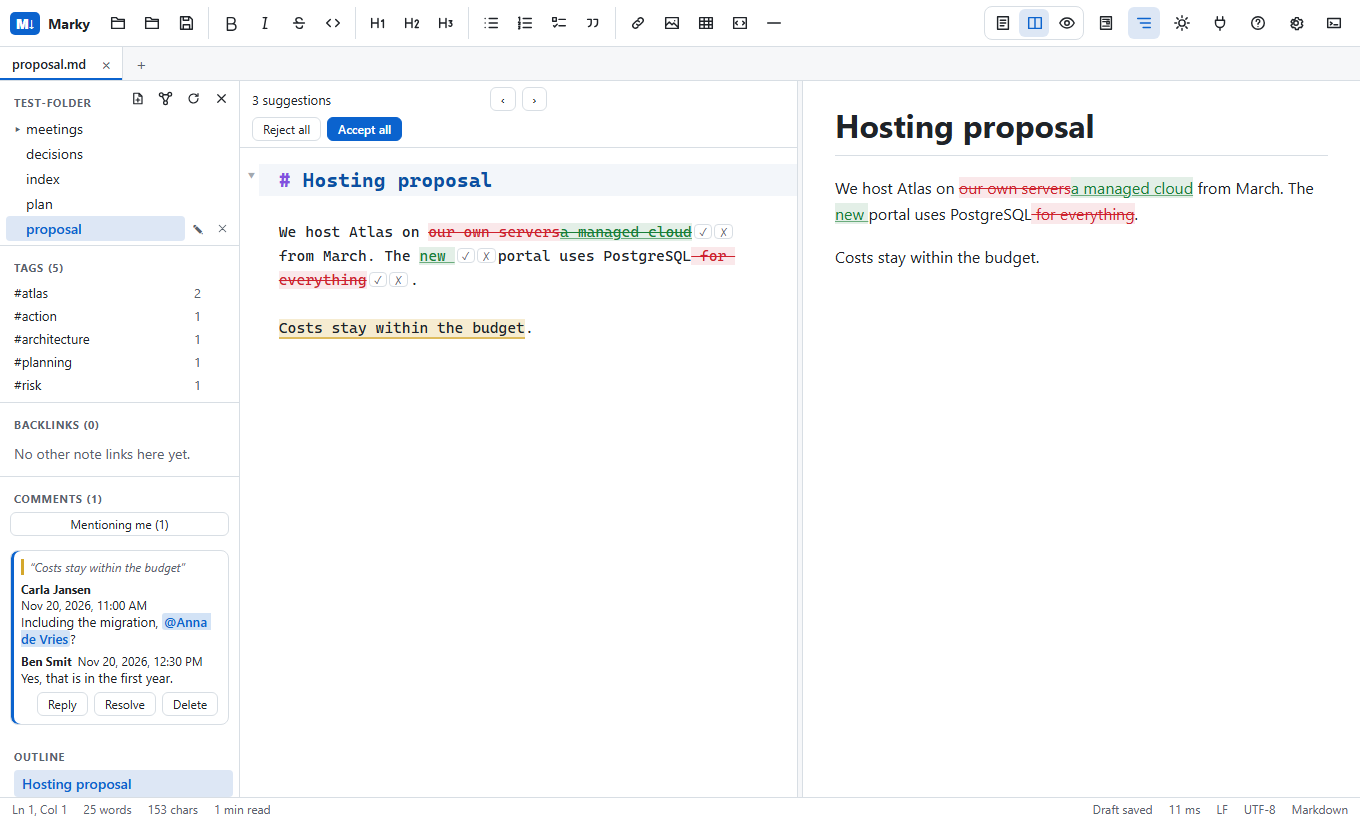 M↓ Marky B I S <> H1 H2 H3
proposal.md × +
TEST-FOLDER
meetings
decisions
index
plan
proposal
TAGS (5)
#atlas 2
#action 1
#architecture 1
#planning 1
#risk 1
BACKLINKS (0)
No other note links here yet.
COMMENTS (1)
Mentioning me (1)
“Costs stay within the budget”
Carla Jansen
Nov 20, 2026, 11:00 AM
Including the migration, @Anna
de Vries?
Ben Smit Nov 20, 2026, 12:30 PM
Yes, that is in the first year.
Reply Resolve Delete
OUTLINE
Hosting proposal
3 suggestions ‹ ›
Reject all Accept all
# Hosting proposal
We host Atlas on our own serversa managed cloud ✓ X
from March. The new ✓ X portal uses PostgreSQL for
everything ✓ X .
Costs stay within the budget.
Hosting proposal
We host Atlas on our own serversa managed cloud from March. The
new portal uses PostgreSQL for everything.
Costs stay within the budget.
Ln 1, Col 1 25 words 153 chars 1 min read Draft saved 11 ms LF UTF-8 Markdown